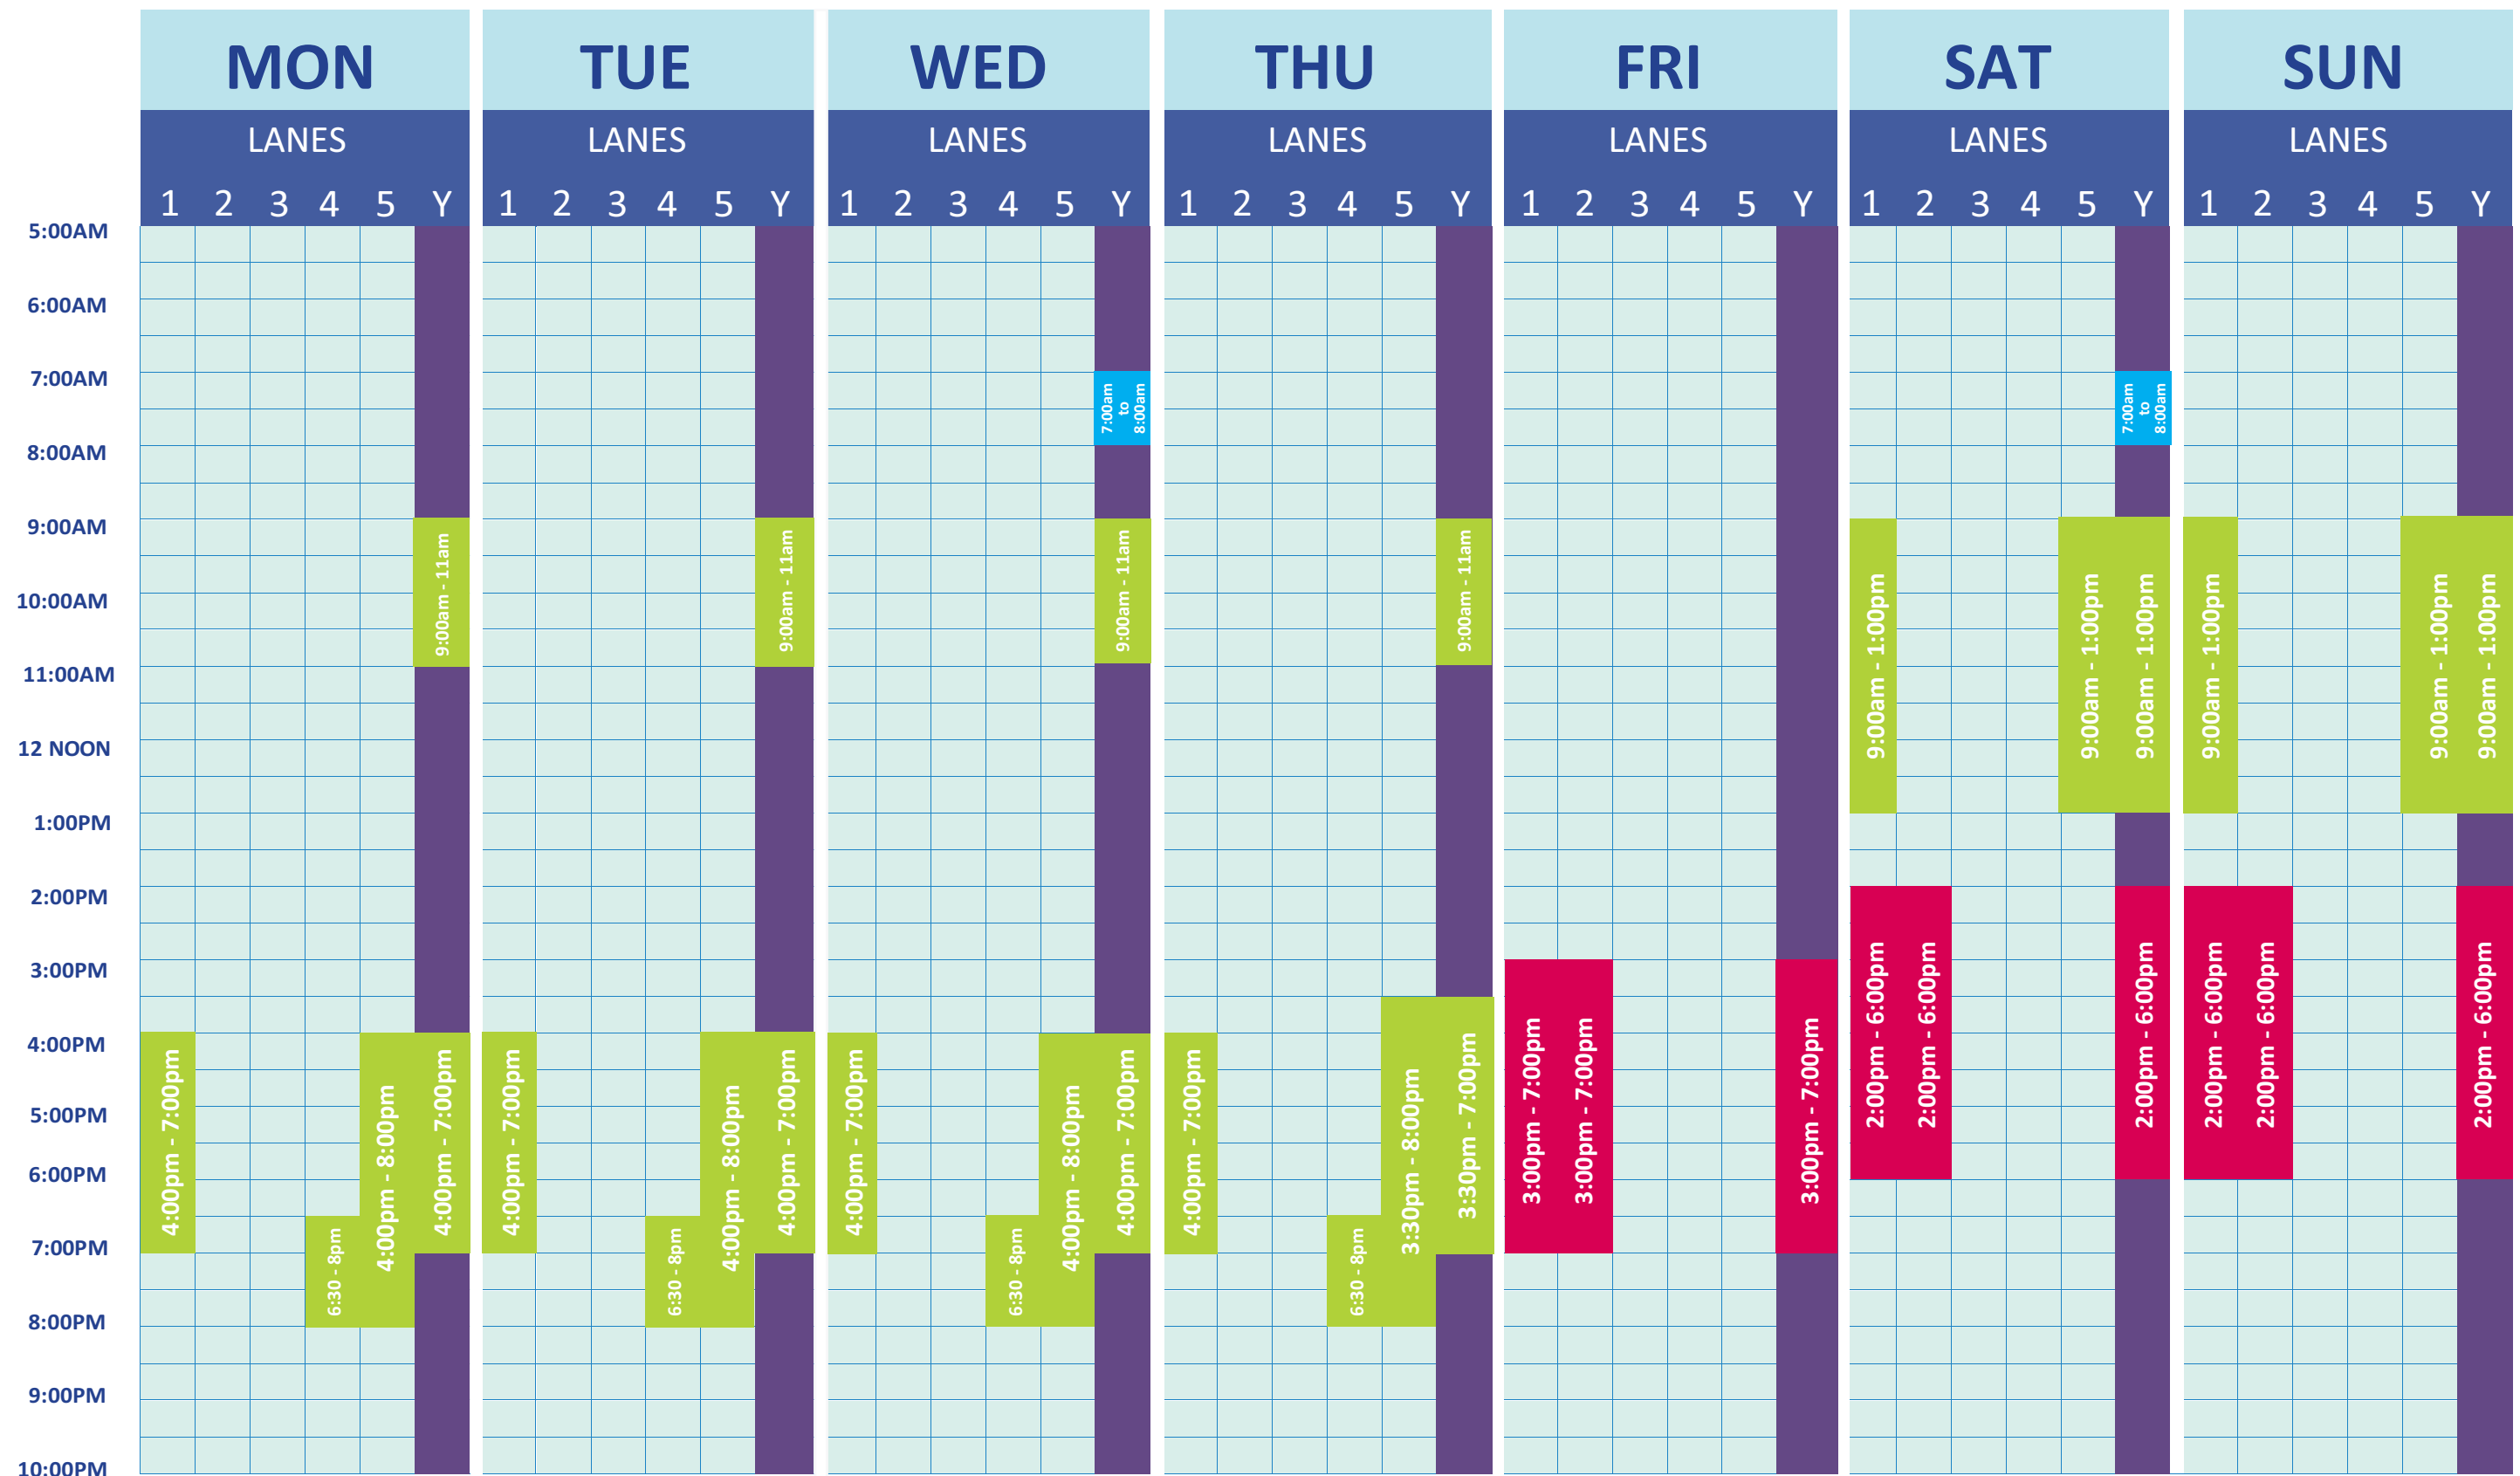 MON TUE WED THU FRI SAT SUN
LANES LANES LANES LANES LANES LANES LANES
1 2 3 4 5 Y 1 2 3 4 5 Y 1 2 3 4 5 Y 1 2 3 4 5 Y 1 2 3 4 5 Y 1 2 3 4 5 Y 1 2 3 4 5 Y
5:00AM
6:00AM
7:00AM
7:00am
to
8:00am
7:00am
to
8:00am
8:00AM
9:00AM
9:00am - 11am
9:00am - 11am
9:00am - 11am
9:00am - 11am
9:00am - 1:00pm
9:00am - 1:00pm
9:00am - 1:00pm
9:00am - 1:00pm
9:00am - 1:00pm
9:00am - 1:00pm
10:00AM
11:00AM
12 NOON
1:00PM
2:00PM
2:00pm - 6:00pm
2:00pm - 6:00pm
2:00pm - 6:00pm
2:00pm - 6:00pm
2:00pm - 6:00pm
2:00pm - 6:00pm
3:00PM
3:00pm - 7:00pm
3:00pm - 7:00pm
3:00pm - 7:00pm
4:00PM
4:00pm - 7:00pm
6:30 - 8pm
4:00pm - 8:00pm
4:00pm - 7:00pm
4:00pm - 7:00pm
6:30 - 8pm
4:00pm - 8:00pm
4:00pm - 7:00pm
4:00pm - 7:00pm
6:30 - 8pm
4:00pm - 8:00pm
4:00pm - 7:00pm
4:00pm - 7:00pm
6:30 - 8pm
3:30pm - 8:00pm
3:30pm - 7:00pm
5:00PM
6:00PM
7:00PM
8:00PM
9:00PM
10:00PM